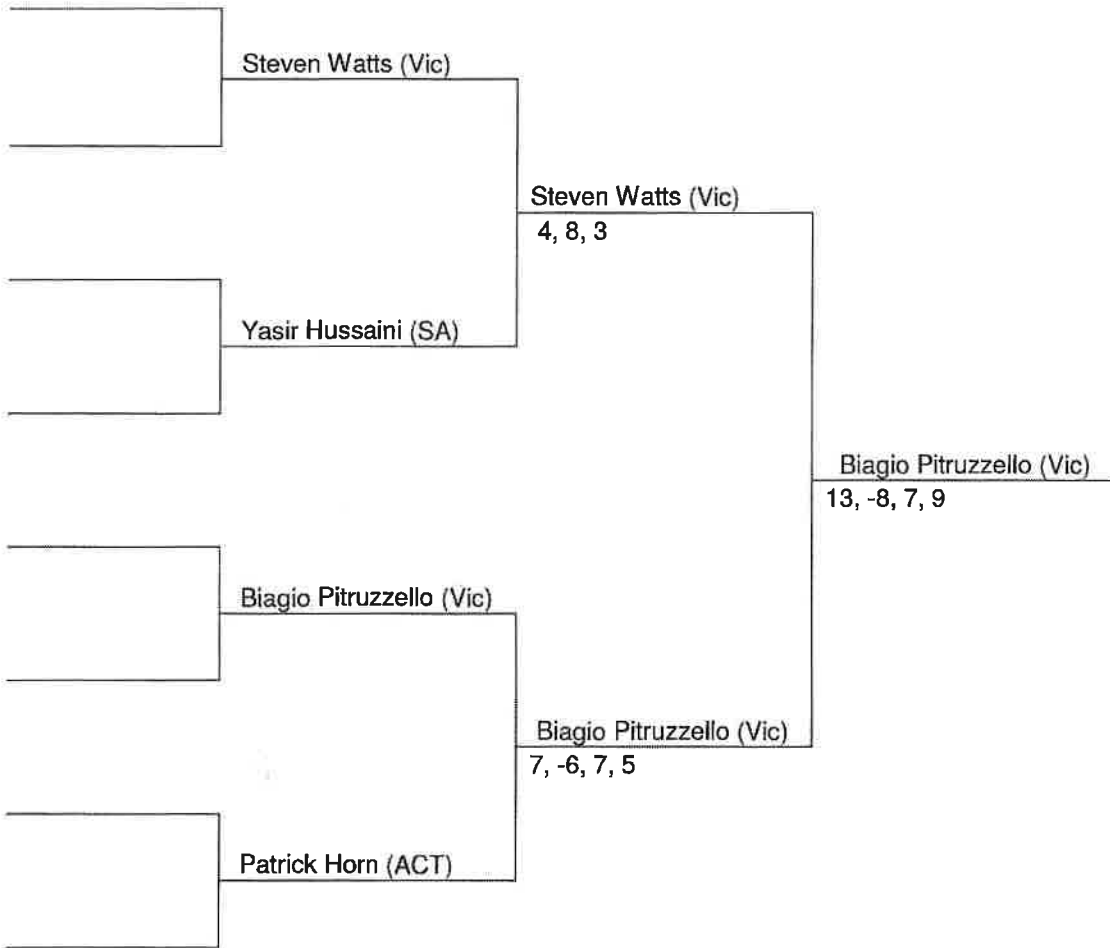 Steven Watts (Vic)
Steven Watts (Vic)
4, 8, 3
Yasir Hussaini (SA)
Biagio Pitruzzello (Vic)
13, -8, 7, 9
Biagio Pitruzzello (Vic)
Biagio Pitruzzello (Vic)
7, -6, 7, 5
Patrick Horn (ACT)